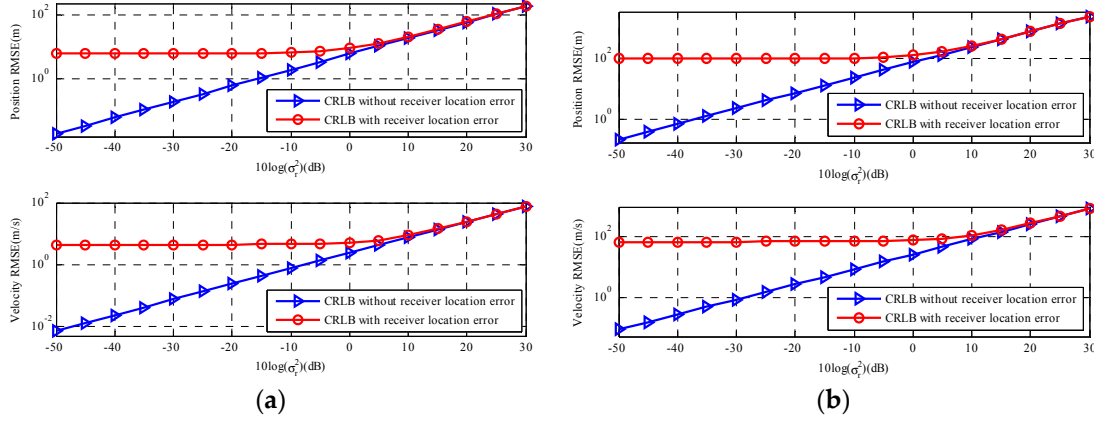 Position RMSE(m)
10^2
10^0
CRLB without receiver location error
CRLB with receiver location error
-50 -40 -30 -20 -10 0 10 20 30
10log(σ_r^2)(dB)
Velocity RMSE(m/s)
10^2
10^0
10^-2
CRLB without receiver location error
CRLB with receiver location error
-50 -40 -30 -20 -10 0 10 20 30
10log(σ_r^2)(dB)
(a)
Position RMSE(m)
10^2
10^0
CRLB without receiver location error
CRLB with receiver location error
-50 -40 -30 -20 -10 0 10 20 30
10log(σ_r^2)(dB)
Velocity RMSE(m/s)
10^2
10^0
CRLB without receiver location error
CRLB with receiver location error
-50 -40 -30 -20 -10 0 10 20 30
10log(σ_r^2)(dB)
(b)